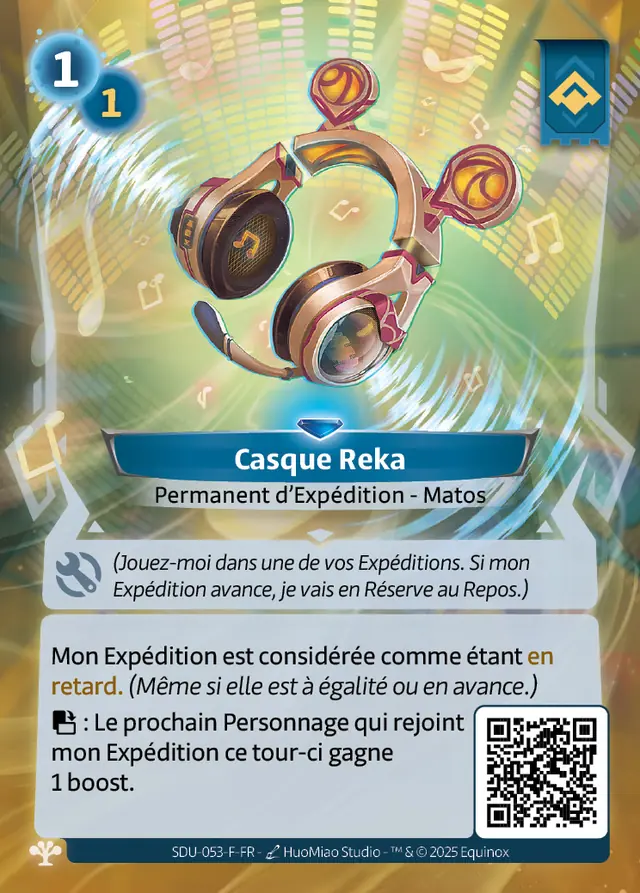 1
1
Casque Reka
Permanent d’Expédition - Matos
(Jouez-moi dans une de vos Expéditions. Si mon
Expédition avance, je vais en Réserve au Repos.)
Mon Expédition est considérée comme étant en
retard. (Même si elle est à égalité ou en avance.)
: Le prochain Personnage qui rejoint
mon Expédition ce tour-ci gagne
1 boost.
SDU-053-F-FR - HuoMiao Studio - ™ & © 2025 Equinox